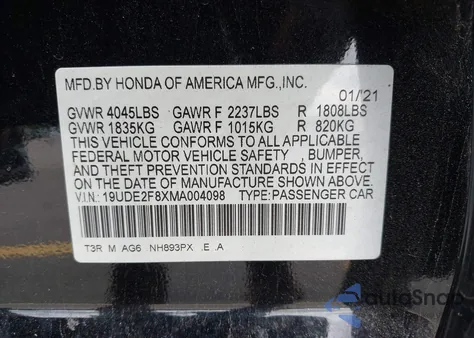 MFD.BY HONDA OF AMERICA MFG.,INC.
01/'21
GVWR 4045LBS GAWR F 2237LBS R 1808LBS
GVWR 1835KG GAWR F 1015KG R 820KG
THIS VEHICLE CONFORMS TO ALL APPLICABLE
FEDERAL MOTOR VEHICLE SAFETY , BUMPER,
AND THEFT PREVENTION STANDARDS IN EFFECT
ON THE DATE OF MANUFACTURE SHOWN ABOVE.
V.I.N.: 19UDE2F8XMA004098 TYPE:PASSENGER CAR
T3R M AG6 NH893PX .E .A
AutoSnap